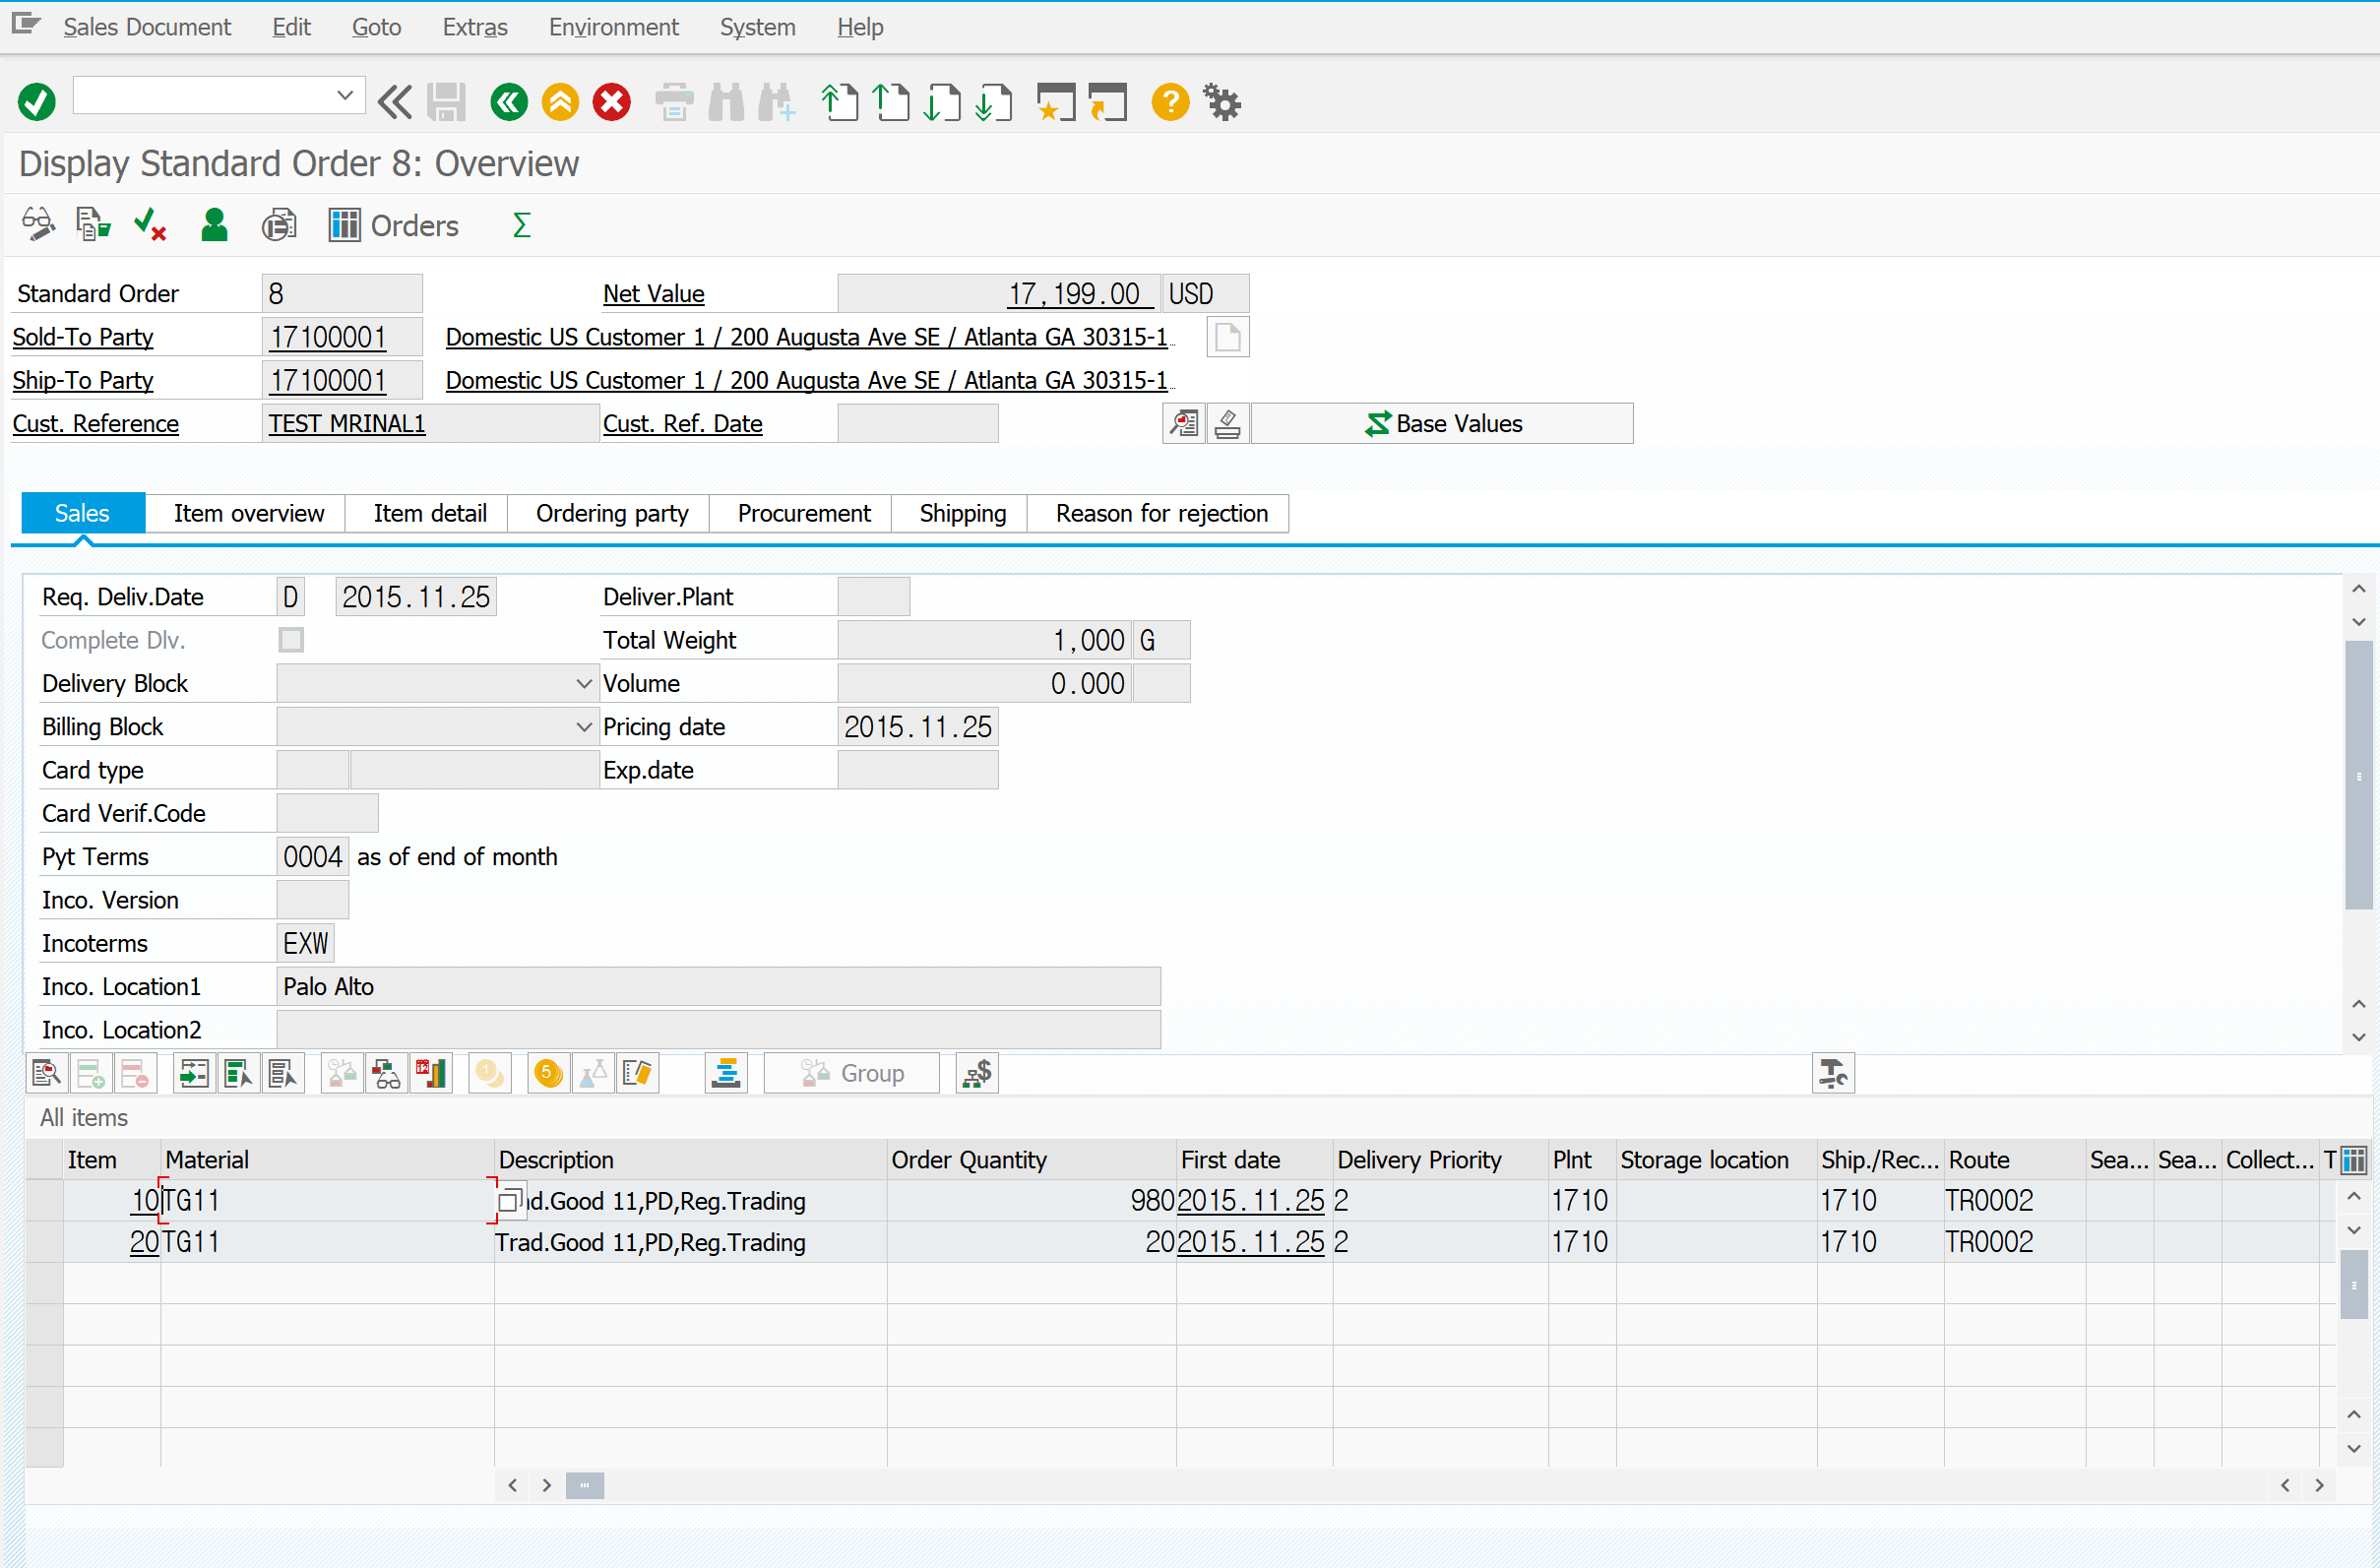 Sales Document Edit Goto Extras Environment System Help
Display Standard Order 8: Overview
Orders
Standard Order 8 Net Value 17,199.00 USD
Sold-To Party 17100001 Domestic US Customer 1 / 200 Augusta Ave SE / Atlanta GA 30315-1...
Ship-To Party 17100001 Domestic US Customer 1 / 200 Augusta Ave SE / Atlanta GA 30315-1...
Cust. Reference TEST MRINAL1 Cust. Ref. Date Base Values
Sales Item overview Item detail Ordering party Procurement Shipping Reason for rejection
Req. Deliv.Date D 2015.11.25 Deliver.Plant
Complete Dlv. Total Weight 1,000 G
Delivery Block Volume 0.000
Billing Block Pricing date 2015.11.25
Card type Exp.date
Card Verif.Code
Pyt Terms 0004 as of end of month
Inco. Version
Incoterms EXW
Inco. Location1 Palo Alto
Inco. Location2
Group
All items
Item Material Description Order Quantity First date Delivery Priority Plnt Storage location Ship./Rec... Route Sea... Sea... Collect... T
10 TG11 d.Good 11,PD,Reg.Trading 980 2015.11.25 2 1710 1710 TR0002
20 TG11 Trad.Good 11,PD,Reg.Trading 20 2015.11.25 2 1710 1710 TR0002